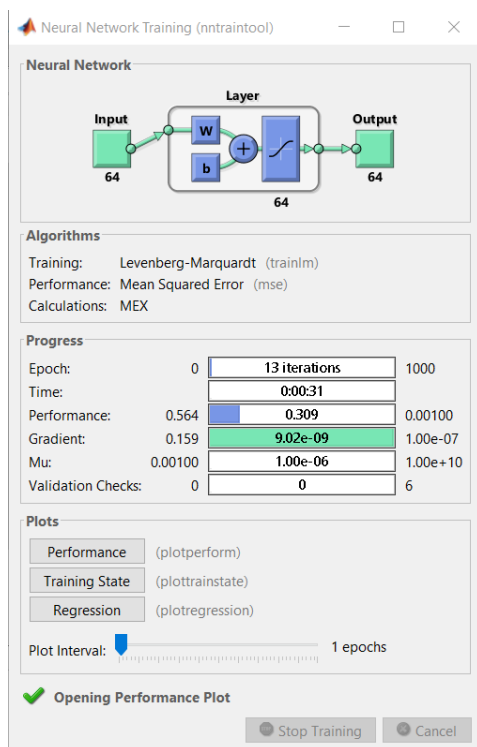 Neural Network Training (nntraintool)
Neural Network
Layer
Input
Output
W
b
+
64
64
64
Algorithms
Training: Levenberg-Marquardt (trainlm)
Performance: Mean Squared Error (mse)
Calculations: MEX
Progress
Epoch: 0 13 iterations 1000
Time: 0:00:31
Performance: 0.564 0.309 0.00100
Gradient: 0.159 9.02e-09 1.00e-07
Mu: 0.00100 1.00e-06 1.00e+10
Validation Checks: 0 0 6
Plots
Performance (plotperform)
Training State (plottrainstate)
Regression (plotregression)
Plot Interval: 1 epochs
Opening Performance Plot
Stop Training Cancel